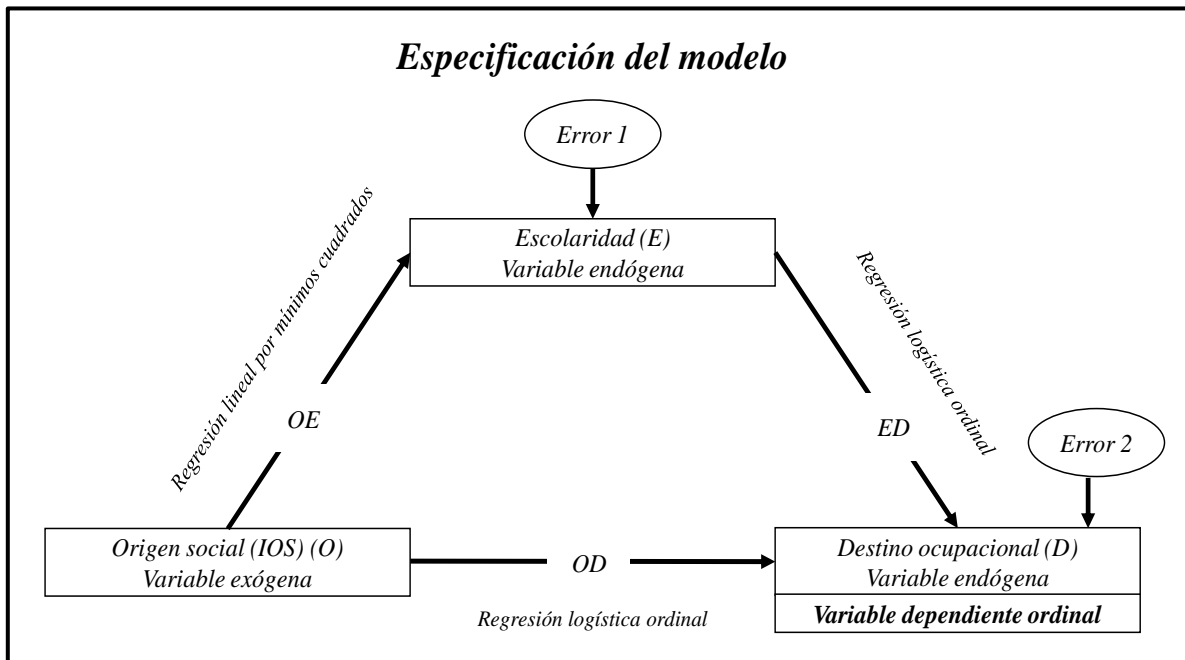 Especificación del modelo
Error 1
Escolaridad (E)
Variable endógena
Regresión lineal por mínimos cuadrados
Regresión logística ordinal
OE
ED
Error 2
Origen social (IOS) (O)
Variable exógena
OD
Destino ocupacional (D)
Variable endógena
Variable dependiente ordinal
Regresión logística ordinal